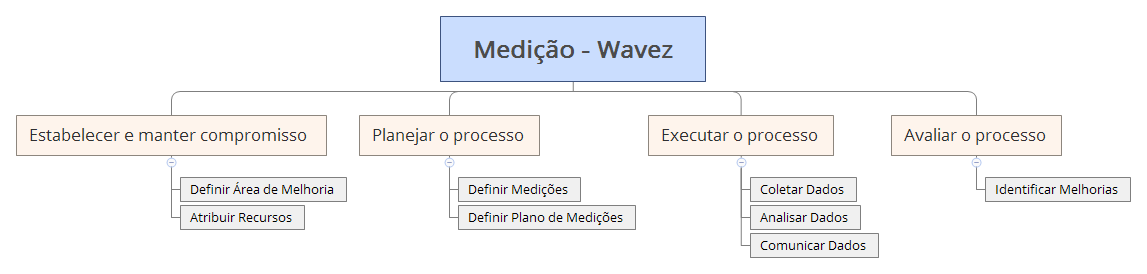 Medição - Wavez
Estabelecer e manter compromisso
Definir Área de Melhoria
Atribuir Recursos
Planejar o processo
Definir Medições
Definir Plano de Medições
Executar o processo
Coletar Dados
Analisar Dados
Comunicar Dados
Avaliar o processo
Identificar Melhorias